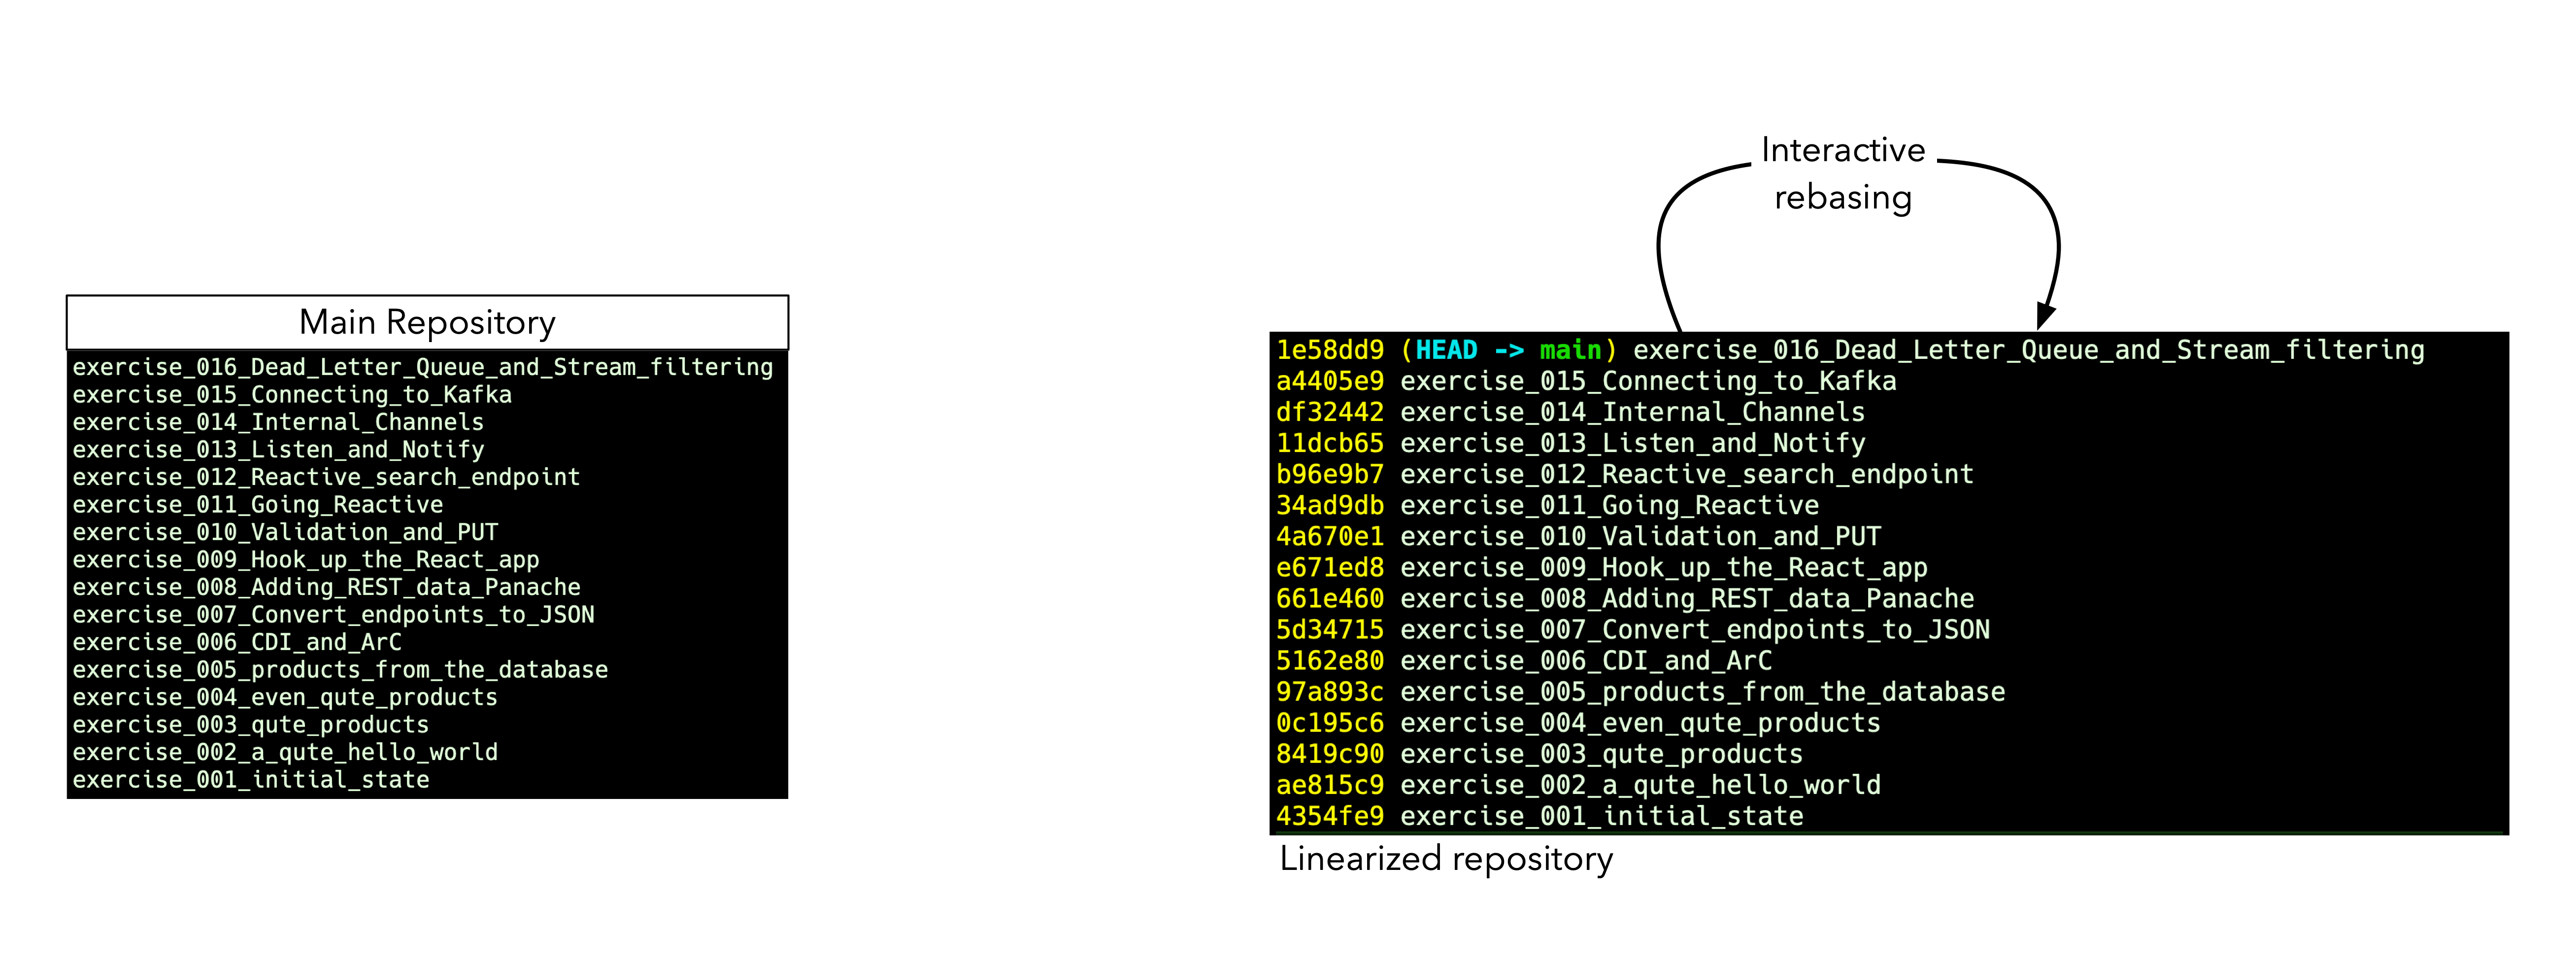 Interactive
rebasing
Main Repository
exercise_016_Dead_Letter_Queue_and_Stream_filtering
exercise_015_Connecting_to_Kafka
exercise_014_Internal_Channels
exercise_013_Listen_and_Notify
exercise_012_Reactive_search_endpoint
exercise_011_Going_Reactive
exercise_010_Validation_and_PUT
exercise_009_Hook_up_the_React_app
exercise_008_Adding_REST_data_Panache
exercise_007_Convert_endpoints_to_JSON
exercise_006_CDI_and_ArC
exercise_005_products_from_the_database
exercise_004_even_qute_products
exercise_003_qute_products
exercise_002_a_qute_hello_world
exercise_001_initial_state
1e58dd9 (HEAD -> main) exercise_016_Dead_Letter_Queue_and_Stream_filtering
a4405e9 exercise_015_Connecting_to_Kafka
df32442 exercise_014_Internal_Channels
11dcb65 exercise_013_Listen_and_Notify
b96e9b7 exercise_012_Reactive_search_endpoint
34ad9db exercise_011_Going_Reactive
4a670e1 exercise_010_Validation_and_PUT
e671ed8 exercise_009_Hook_up_the_React_app
661e460 exercise_008_Adding_REST_data_Panache
5d34715 exercise_007_Convert_endpoints_to_JSON
5162e80 exercise_006_CDI_and_ArC
97a893c exercise_005_products_from_the_database
0c195c6 exercise_004_even_qute_products
8419c90 exercise_003_qute_products
ae815c9 exercise_002_a_qute_hello_world
4354fe9 exercise_001_initial_state
Linearized repository